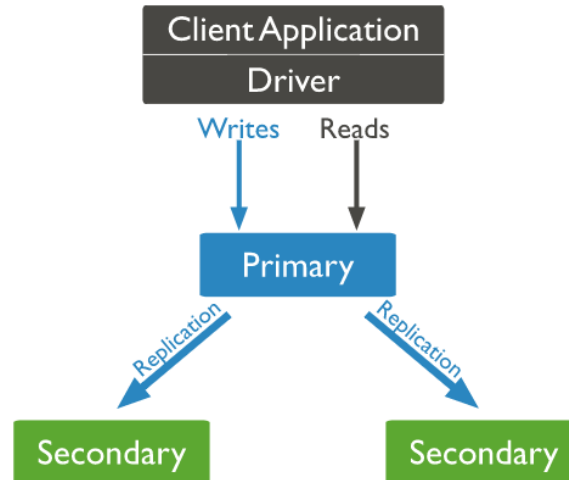 Client Application
Driver
Writes Reads
Primary
Replication Replication
Secondary Secondary